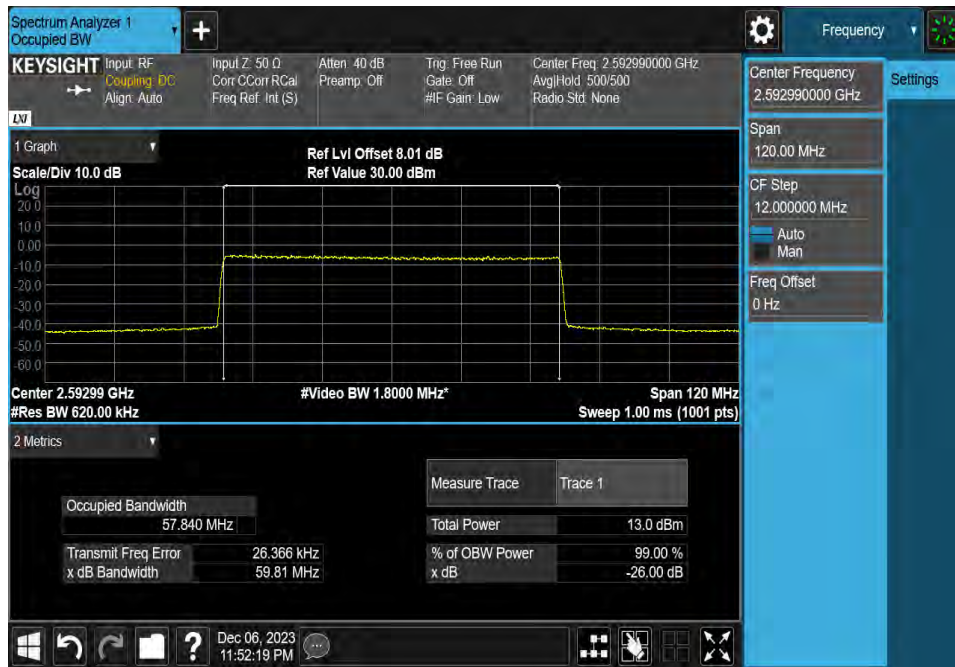 Spectrum Analyzer 1
Occupied BW
+
Frequency
KEYSIGHT
Input: RF
Coupling: DC
Align: Auto
Input Z: 50 Ω
Corr CCorr RCal
Freq Ref: Int (S)
Atten: 40 dB
Preamp: Off
Trig: Free Run
Gate: Off
#IF Gain: Low
Center Freq: 2.592990000 GHz
Avg|Hold: 500/500
Radio Std: None
LXI
Center Frequency
2.592990000 GHz
Settings
Span
120.00 MHz
CF Step
12.000000 MHz
Auto
Man
Freq Offset
0 Hz
1 Graph
Ref Lvl Offset 8.01 dB
Scale/Div 10.0 dB
Ref Value 30.00 dBm
Log
20.0
10.0
0.00
-10.0
-20.0
-30.0
-40.0
-50.0
-60.0
Center 2.59299 GHz
#Video BW 1.8000 MHz*
Span 120 MHz
#Res BW 620.00 kHz
Sweep 1.00 ms (1001 pts)
2 Metrics
Measure Trace
Trace 1
Occupied Bandwidth
57.840 MHz
Total Power
13.0 dBm
Transmit Freq Error
26.366 kHz
% of OBW Power
99.00 %
x dB Bandwidth
59.81 MHz
x dB
-26.00 dB
?
Dec 06, 2023
11:52:19 PM